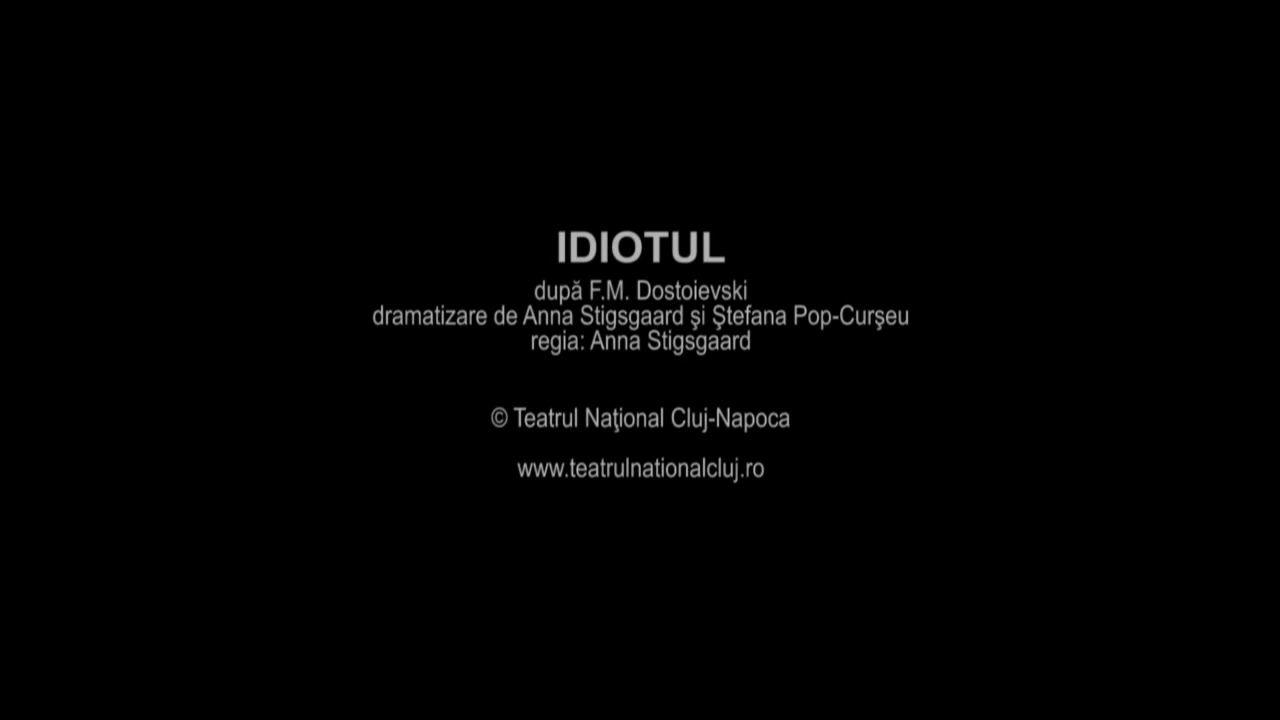 IDIOTUL
după F.M. Dostoievski
dramatizare de Anna Stigsgaard şi Ştefana Pop-Curşeu
regia: Anna Stigsgaard
© Teatrul Naţional Cluj-Napoca
www.teatrulnationalcluj.ro